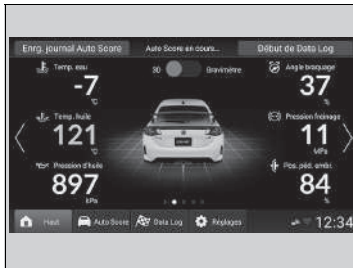 Enrg. journal Auto Score
Auto Score en cours...
Début de Data Log
Temp. eau
-7
°C
3D
Gravimètre
Angle braquage
37
%
Temp. huile
121
°C
Pression freinage
11
MPa
Pression d'huile
897
kPa
Pos. péd. embr.
84
%
Haut
Auto Score
Data Log
Réglages
12:34